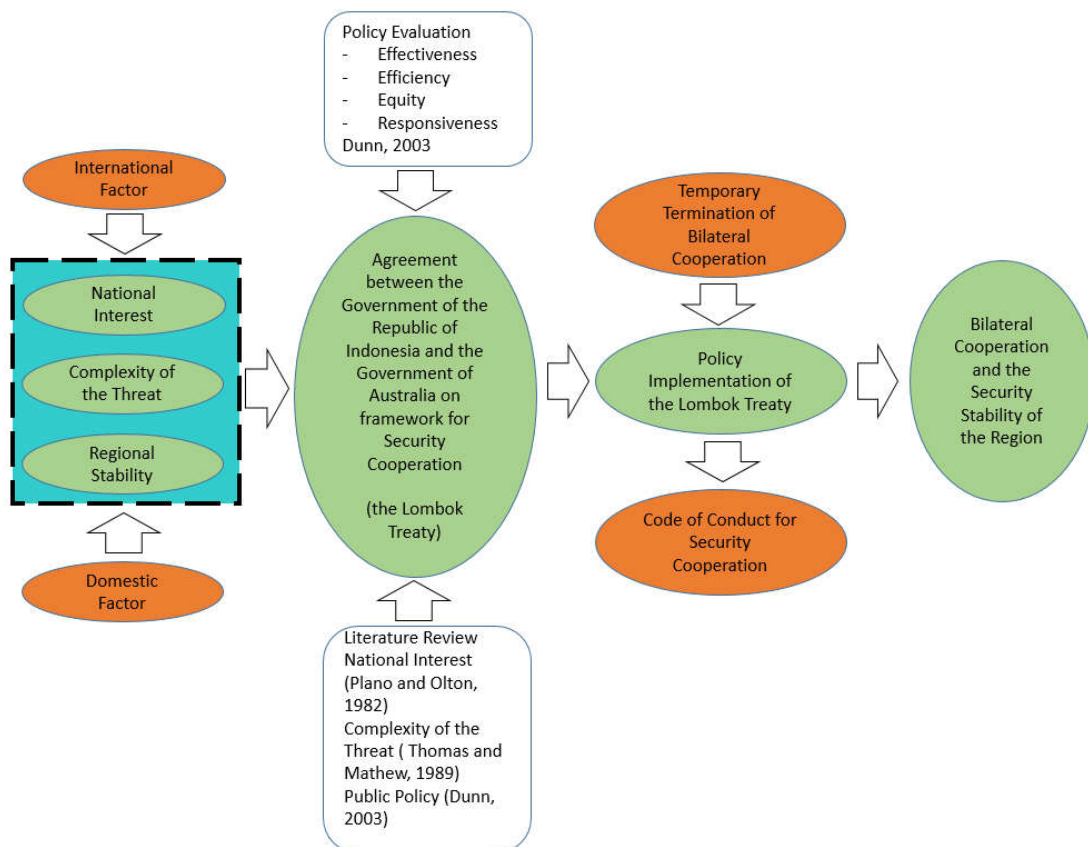 Policy Evaluation
- Effectiveness
- Efficiency
- Equity
- Responsiveness
Dunn, 2003
International
Factor
National
Interest
Complexity of
the Threat
Regional
Stability
Domestic
Factor
Agreement
between the
Government of the
Republic of
Indonesia and the
Government of
Australia on
framework for
Security
Cooperation
(the Lombok
Treaty)
Literature Review
National Interest
(Plano and Olton,
1982)
Complexity of the
Threat ( Thomas and
Mathew, 1989)
Public Policy (Dunn,
2003)
Temporary
Termination of
Bilateral
Cooperation
Policy
Implementation of
the Lombok Treaty
Code of Conduct for
Security
Cooperation
Bilateral
Cooperation
and the
Security
Stability of
the Region